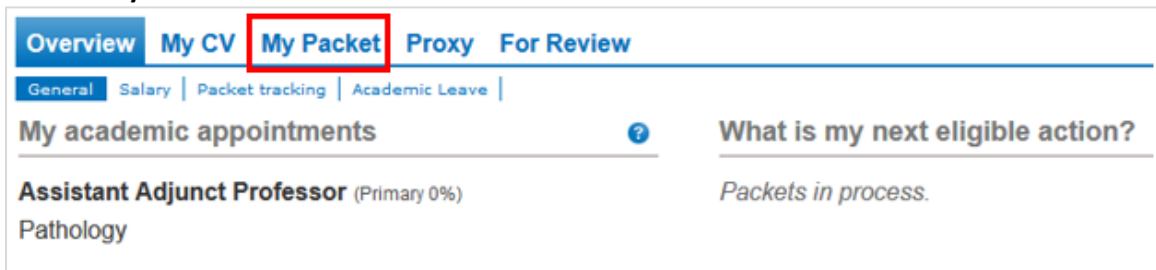 Overview My CV My Packet Proxy For Review
General Salary Packet tracking Academic Leave
My academic appointments ? What is my next eligible action?
Assistant Adjunct Professor (Primary 0%) Packets in process.
Pathology